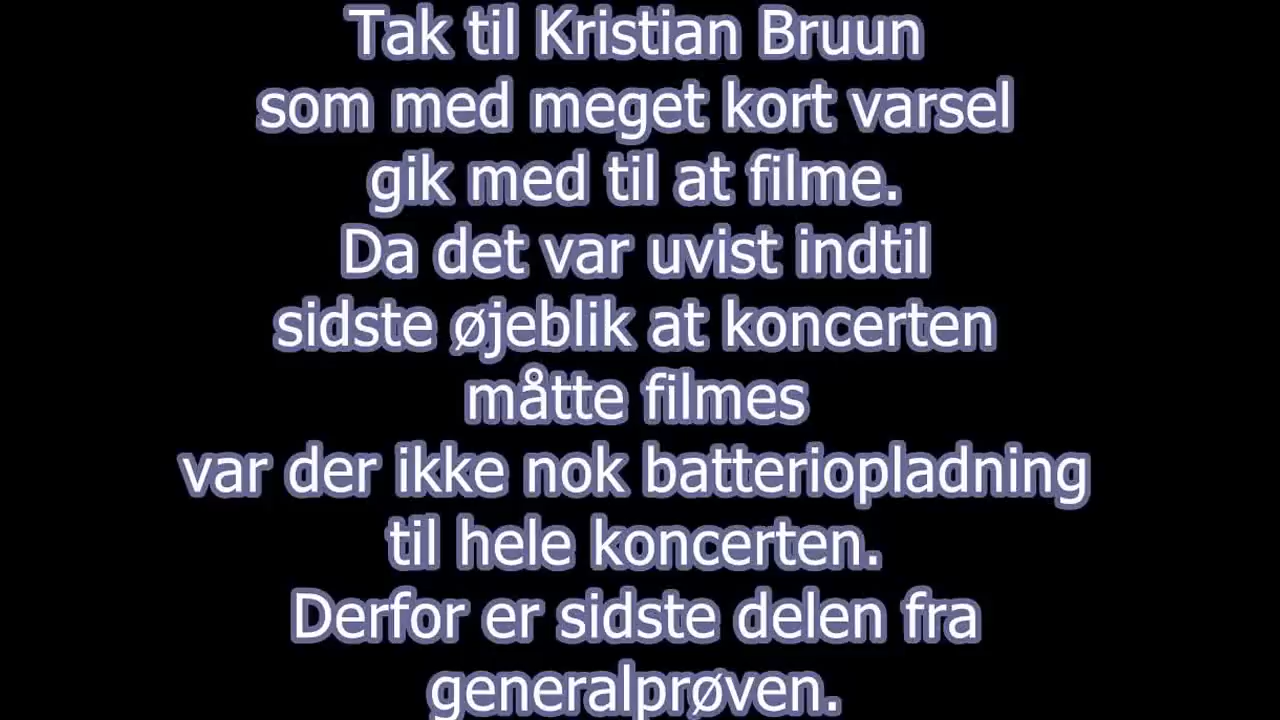 Tak til Kristian Bruun
som med meget kort varsel
gik med til at filme.
Da det var uvist indtil
sidste øjeblik at koncerten
måtte filmes
var der ikke nok batteriopladning
til hele koncerten.
Derfor er sidste delen fra
generalprøven.